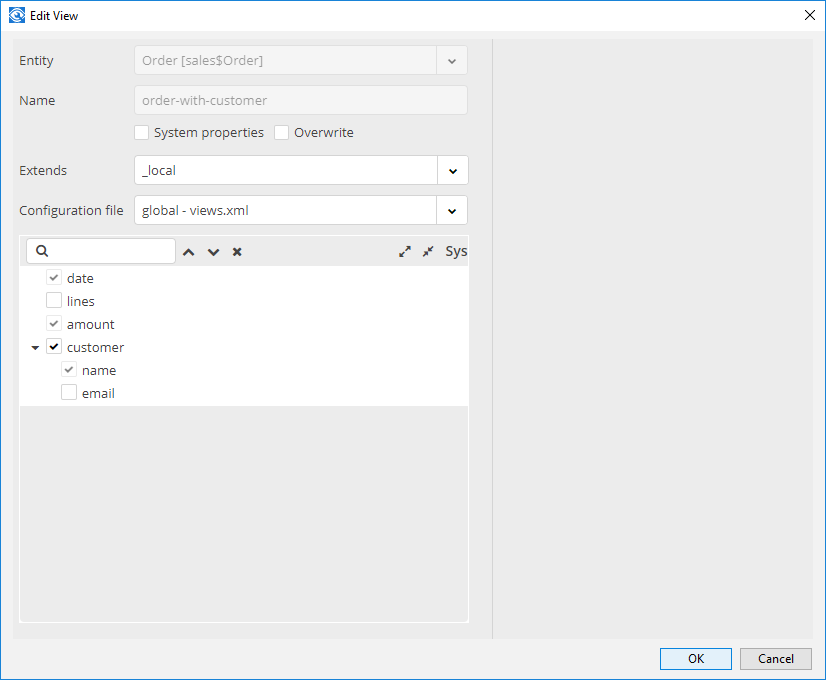 Edit View
Entity Order [sales$Order]
Name order-with-customer
System properties Overwrite
Extends _local
Configuration file global - views.xml
Sys
date
lines
amount
customer
name
email
OK Cancel